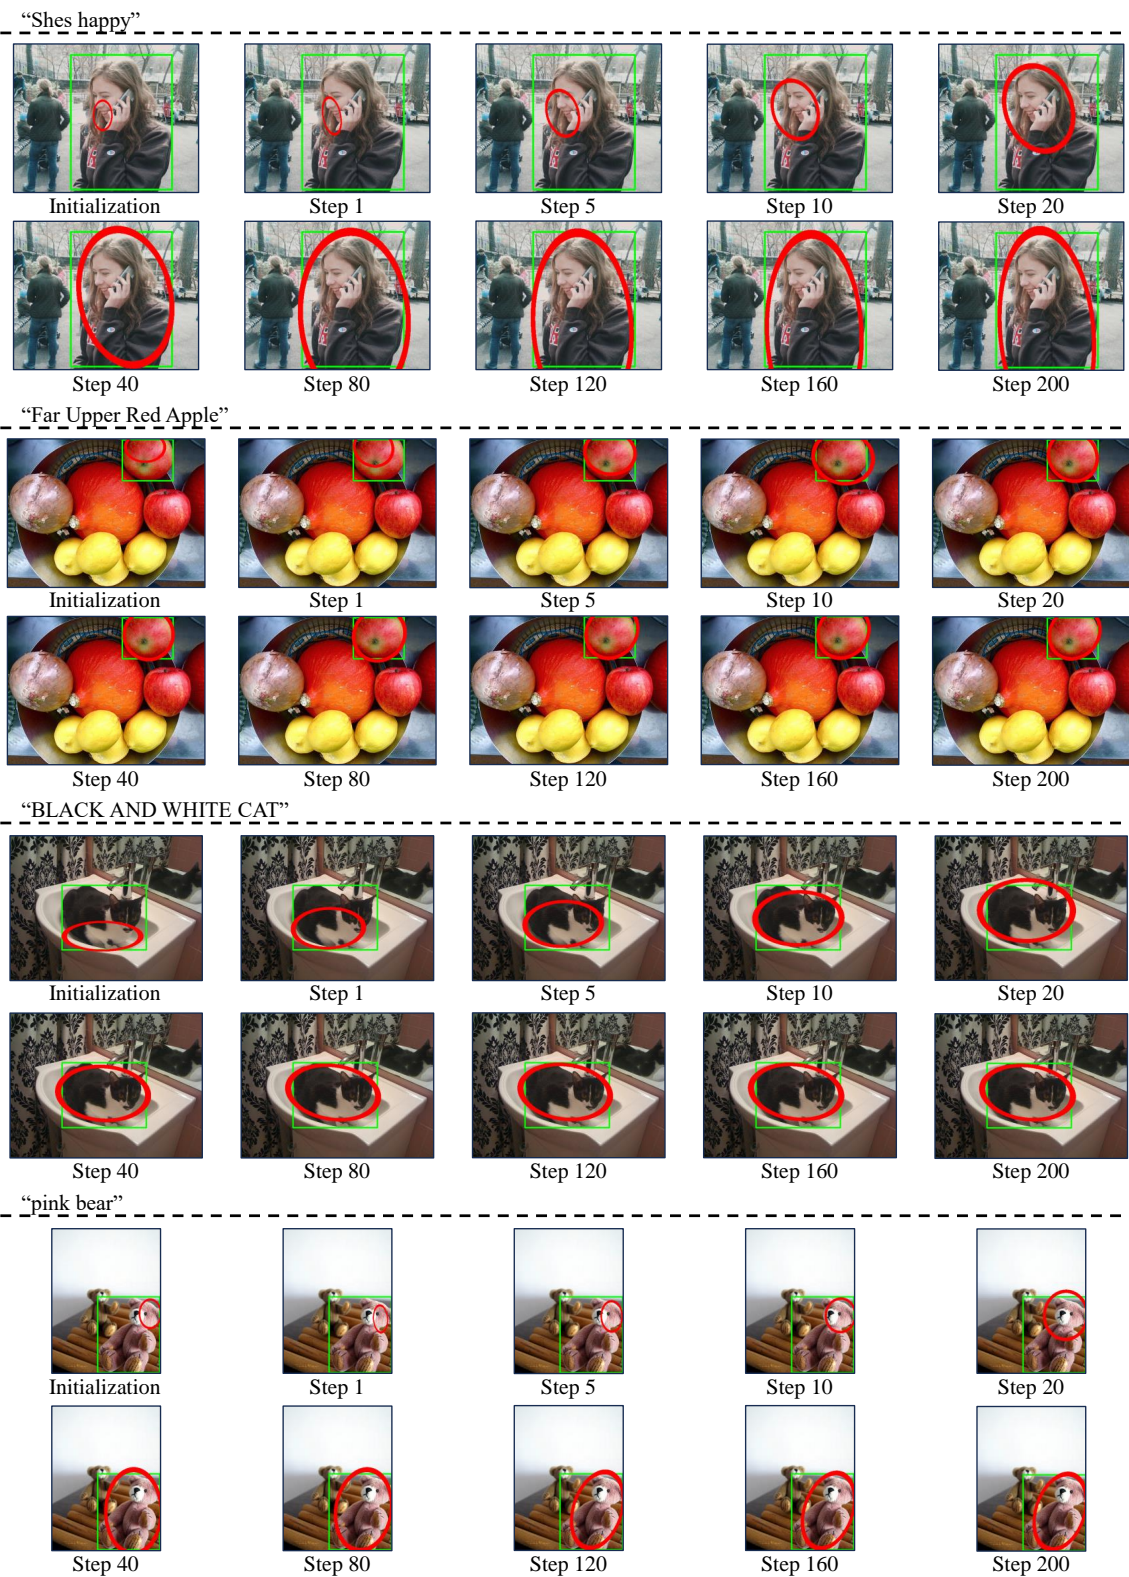 “Shes happy”
Initialization Step 1 Step 5 Step 10 Step 20
Step 40 Step 80 Step 120 Step 160 Step 200
“Far Upper Red Apple”
Initialization Step 1 Step 5 Step 10 Step 20
Step 40 Step 80 Step 120 Step 160 Step 200
“BLACK AND WHITE CAT”
Initialization Step 1 Step 5 Step 10 Step 20
Step 40 Step 80 Step 120 Step 160 Step 200
“pink bear”
Initialization Step 1 Step 5 Step 10 Step 20
Step 40 Step 80 Step 120 Step 160 Step 200